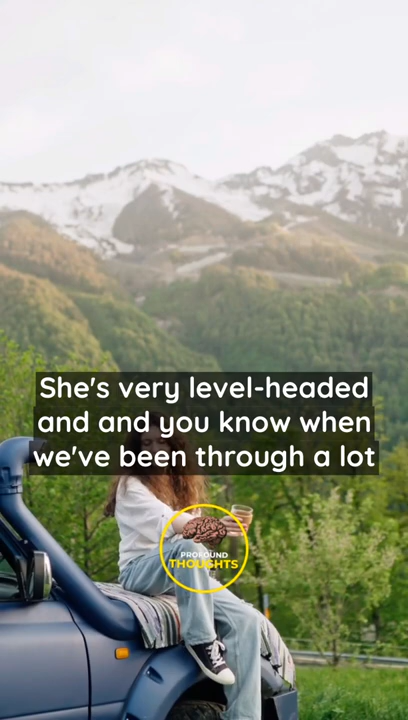 She's very level-headed
and and you know when
we've been through a lot
PROFOUND
THOUGHTS